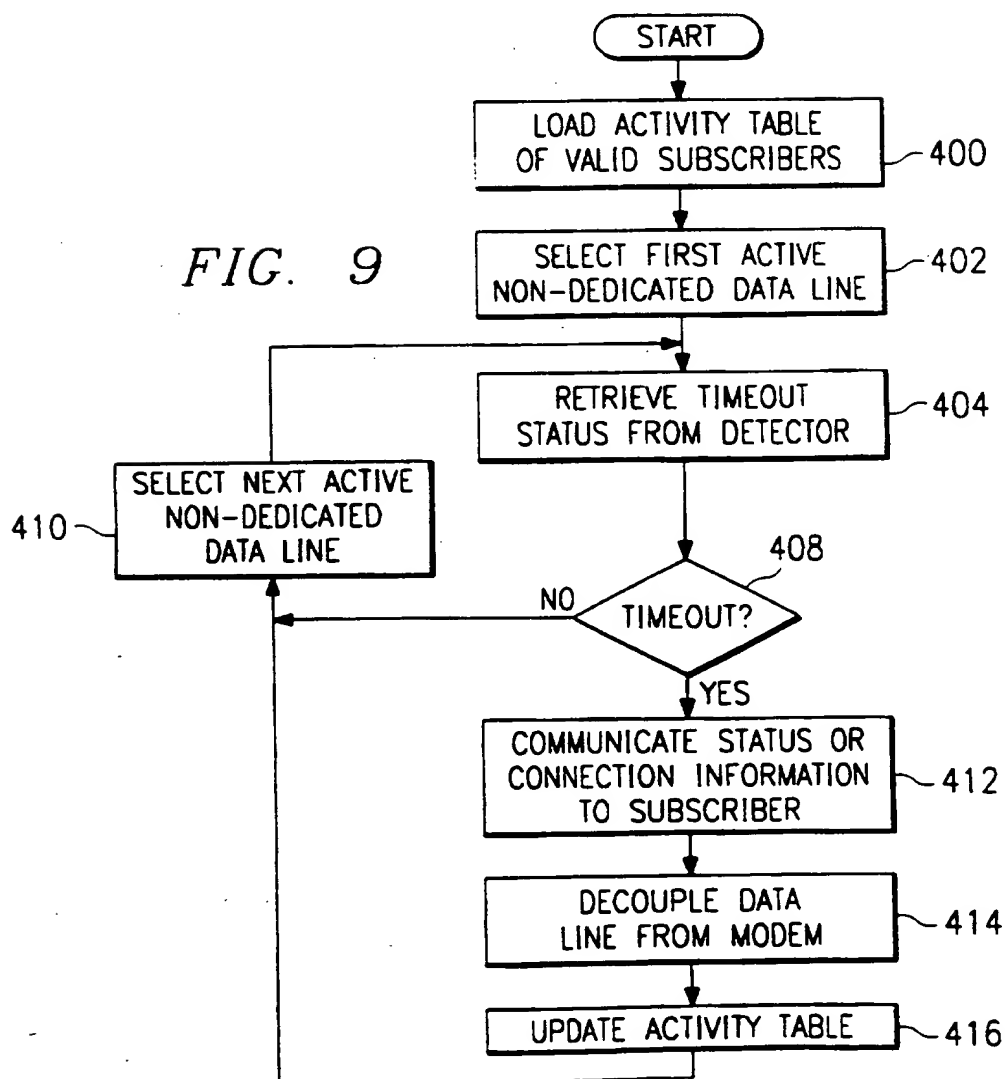 START
LOAD ACTIVITY TABLE
OF VALID SUBSCRIBERS
400
FIG. 9
SELECT FIRST ACTIVE
NON-DEDICATED DATA LINE
402
RETRIEVE TIMEOUT
STATUS FROM DETECTOR
404
SELECT NEXT ACTIVE
NON-DEDICATED
DATA LINE
410
408
NO
TIMEOUT?
YES
COMMUNICATE STATUS OR
CONNECTION INFORMATION
TO SUBSCRIBER
412
DECOUPLE DATA
LINE FROM MODEM
414
UPDATE ACTIVITY TABLE
416